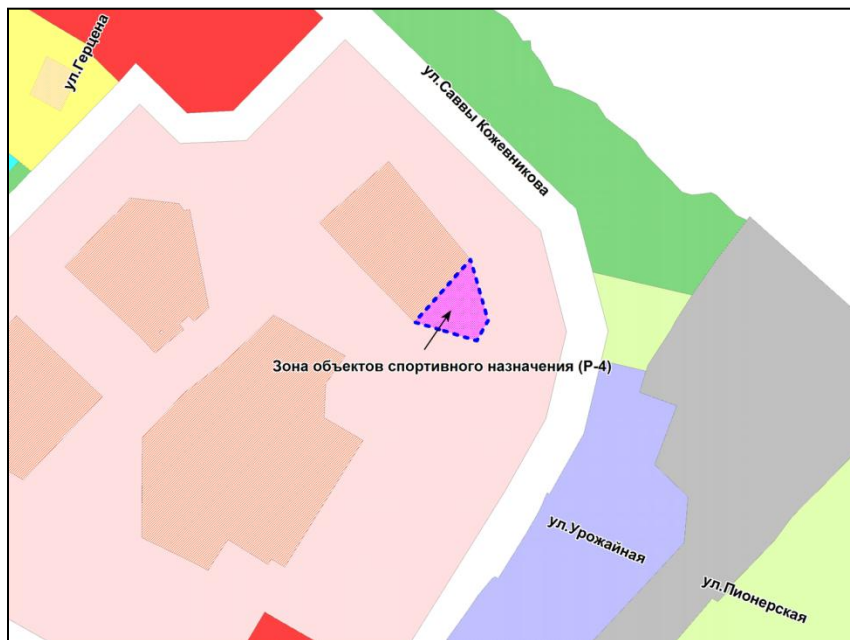 ул.Герцена
ул.Саввы Кожевникова
Зона объектов спортивного назначения (Р-4)
ул.Урожайная
ул.Пионерская